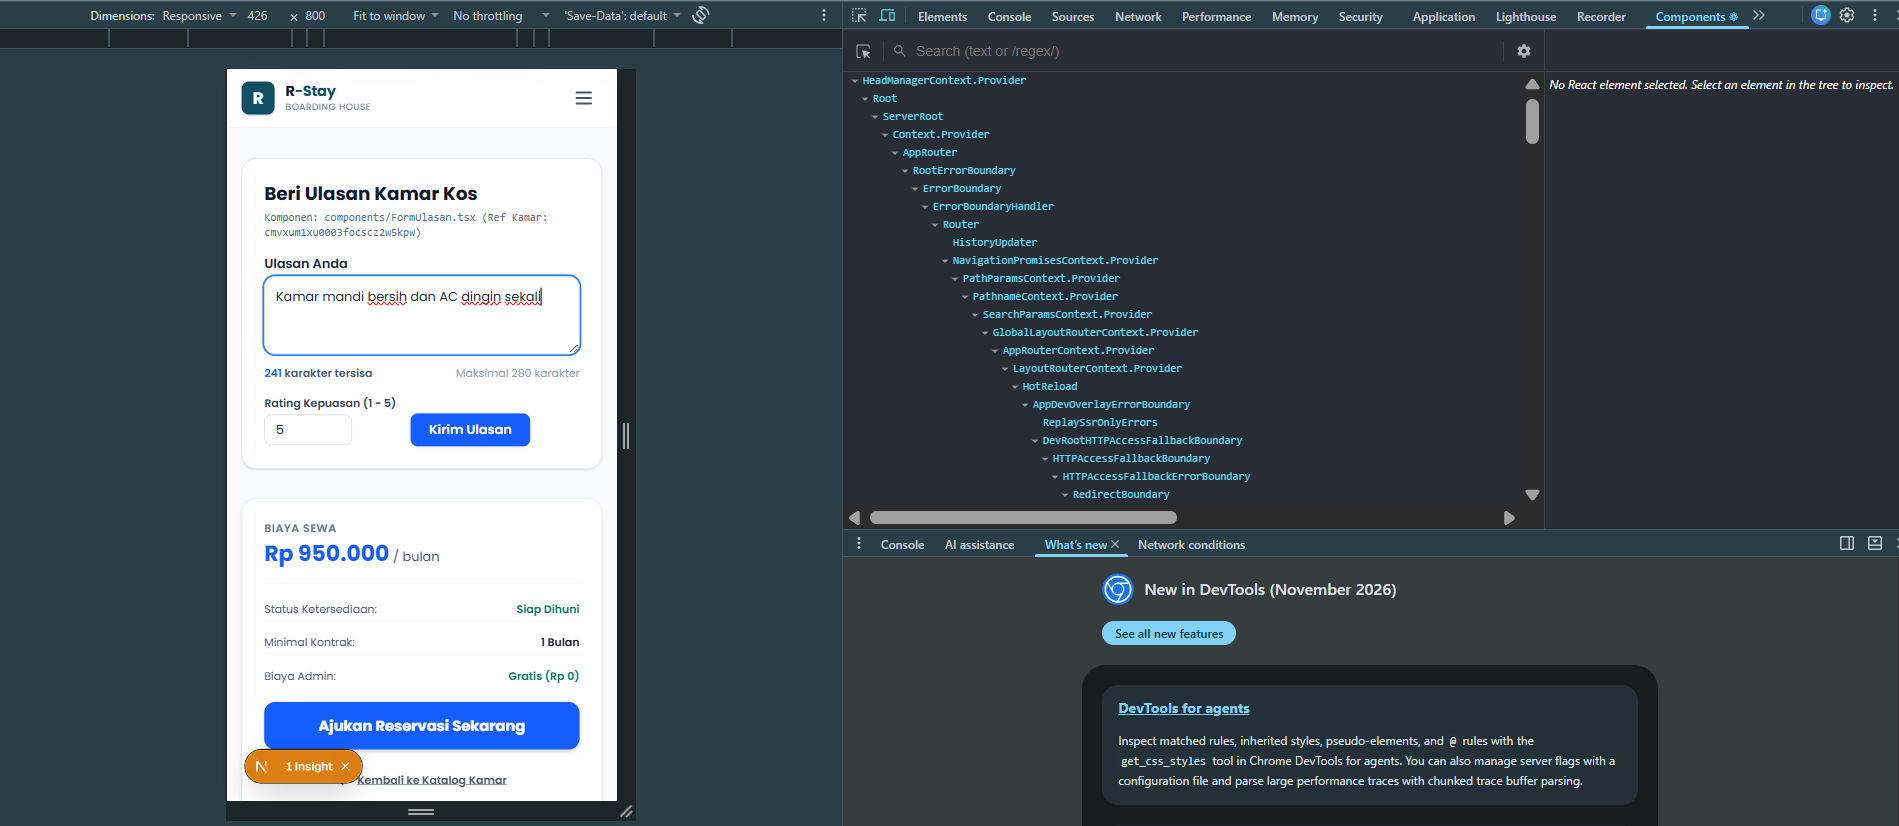 Dimensions: Responsive 426 × 800 Fit to window No throttling 'Save-Data': default
R R-Stay
BOARDING HOUSE
Beri Ulasan Kamar Kos
Komponen: components/FormUlasan.tsx (Ref Kamar:
cmvxum1xu0003focscz2w5kpw)
Ulasan Anda
Kamar mandi bersih dan AC dingin sekali
241 karakter tersisa Maksimal 280 karakter
Rating Kepuasan (1 - 5)
5 Kirim Ulasan
BIAYA SEWA
Rp 950.000 / bulan
Status Ketersediaan: Siap Dihuni
Minimal Kontrak: 1 Bulan
Biaya Admin: Gratis (Rp 0)
Ajukan Reservasi Sekarang
N 1 Insight ×
Kembali ke Katalog Kamar
Elements Console Sources Network Performance Memory Security Application Lighthouse Recorder Components
Search (text or /regex/)
HeadManagerContext.Provider
Root
ServerRoot
Context.Provider
AppRouter
RootErrorBoundary
ErrorBoundary
ErrorBoundaryHandler
Router
HistoryUpdater
NavigationPromisesContext.Provider
PathParamsContext.Provider
PathnameContext.Provider
SearchParamsContext.Provider
GlobalLayoutRouterContext.Provider
AppRouterContext.Provider
LayoutRouterContext.Provider
HotReload
AppDevOverlayErrorBoundary
ReplaySsrOnlyErrors
DevRootHTTPAccessFallbackBoundary
HTTPAccessFallbackBoundary
HTTPAccessFallbackErrorBoundary
RedirectBoundary
No React element selected. Select an element in the tree to inspect.
Console AI assistance What's new × Network conditions
New in DevTools (November 2026)
See all new features
DevTools for agents
Inspect matched rules, inherited styles, pseudo-elements, and @ rules with the
get_css_styles tool in Chrome DevTools for agents. You can also manage server flags with a
configuration file and parse large performance traces with chunked trace buffer parsing.